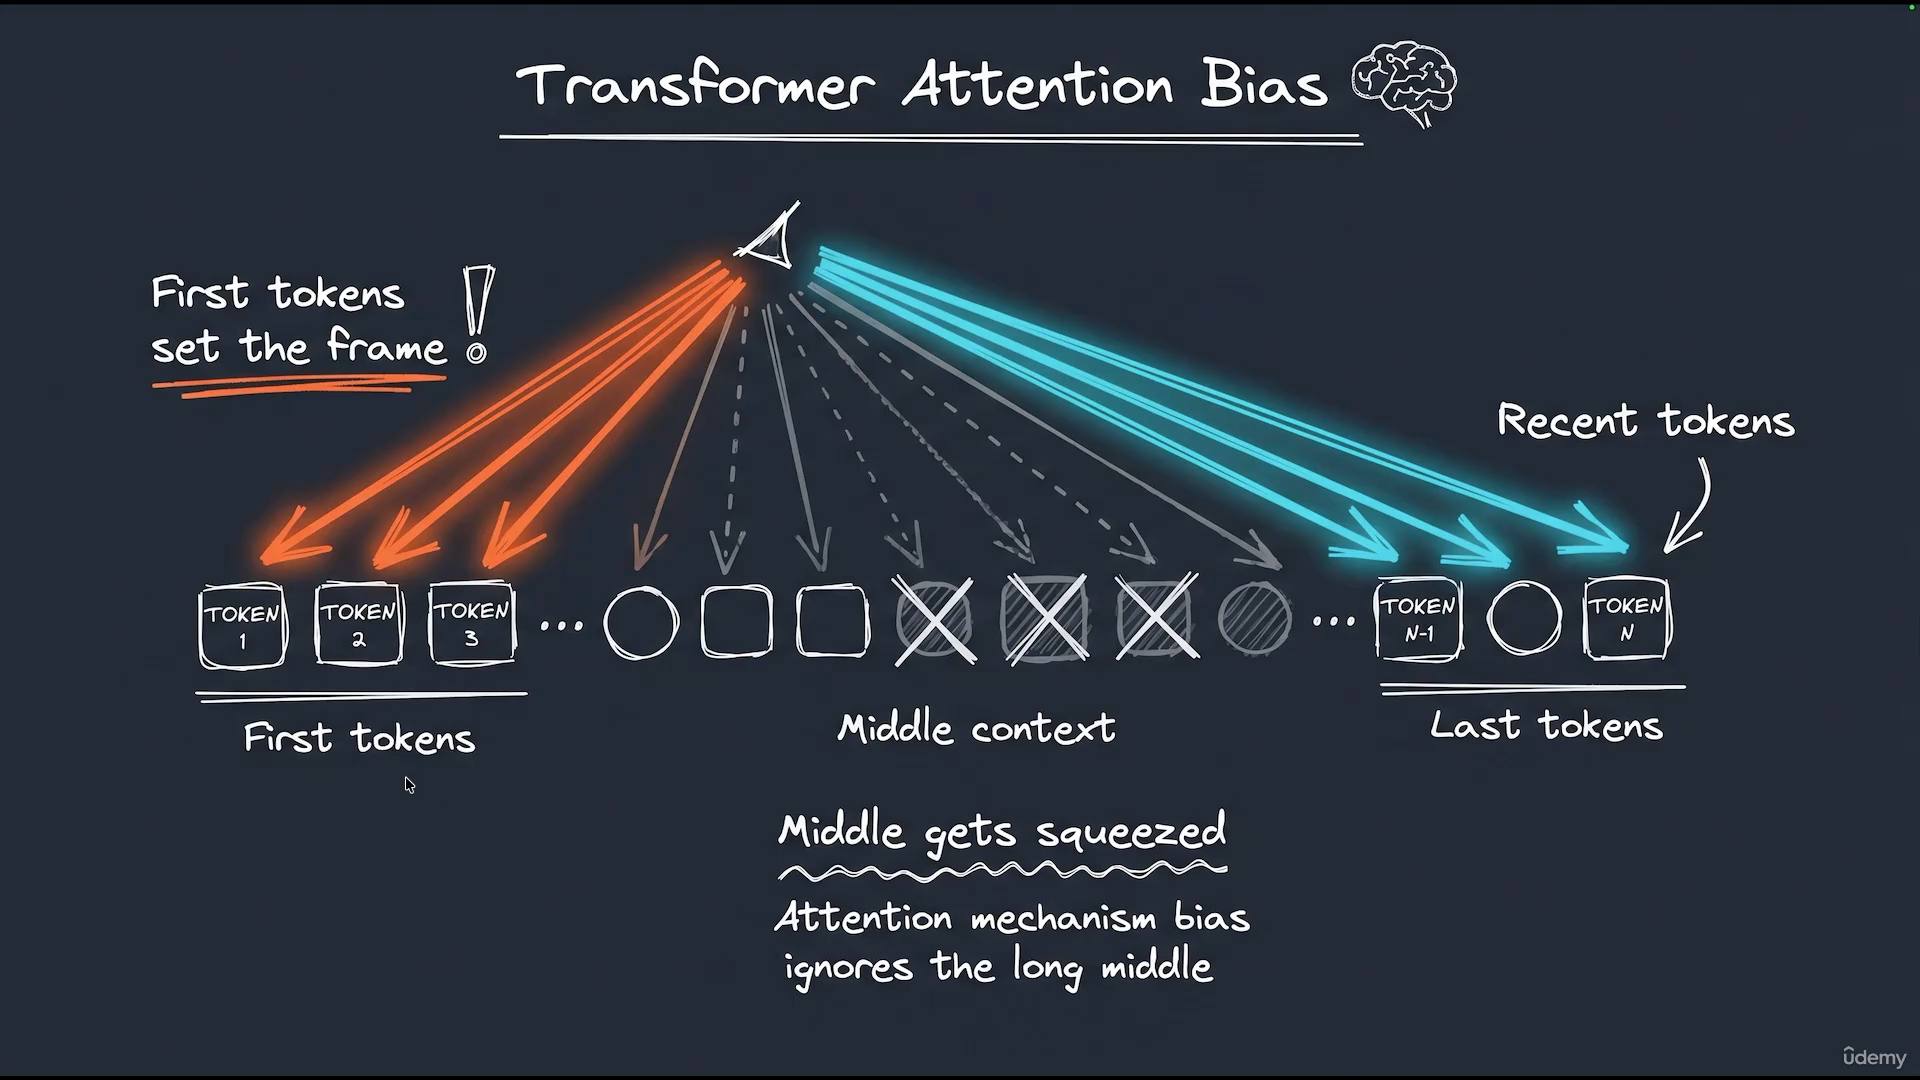 Transformer Attention Bias
First tokens
set the frame !
Recent tokens
TOKEN
1
TOKEN
2
TOKEN
3
...
...
TOKEN
N-1
TOKEN
N
First tokens
Middle context
Last tokens
Middle gets squeezed
Attention mechanism bias
ignores the long middle
ûdemy